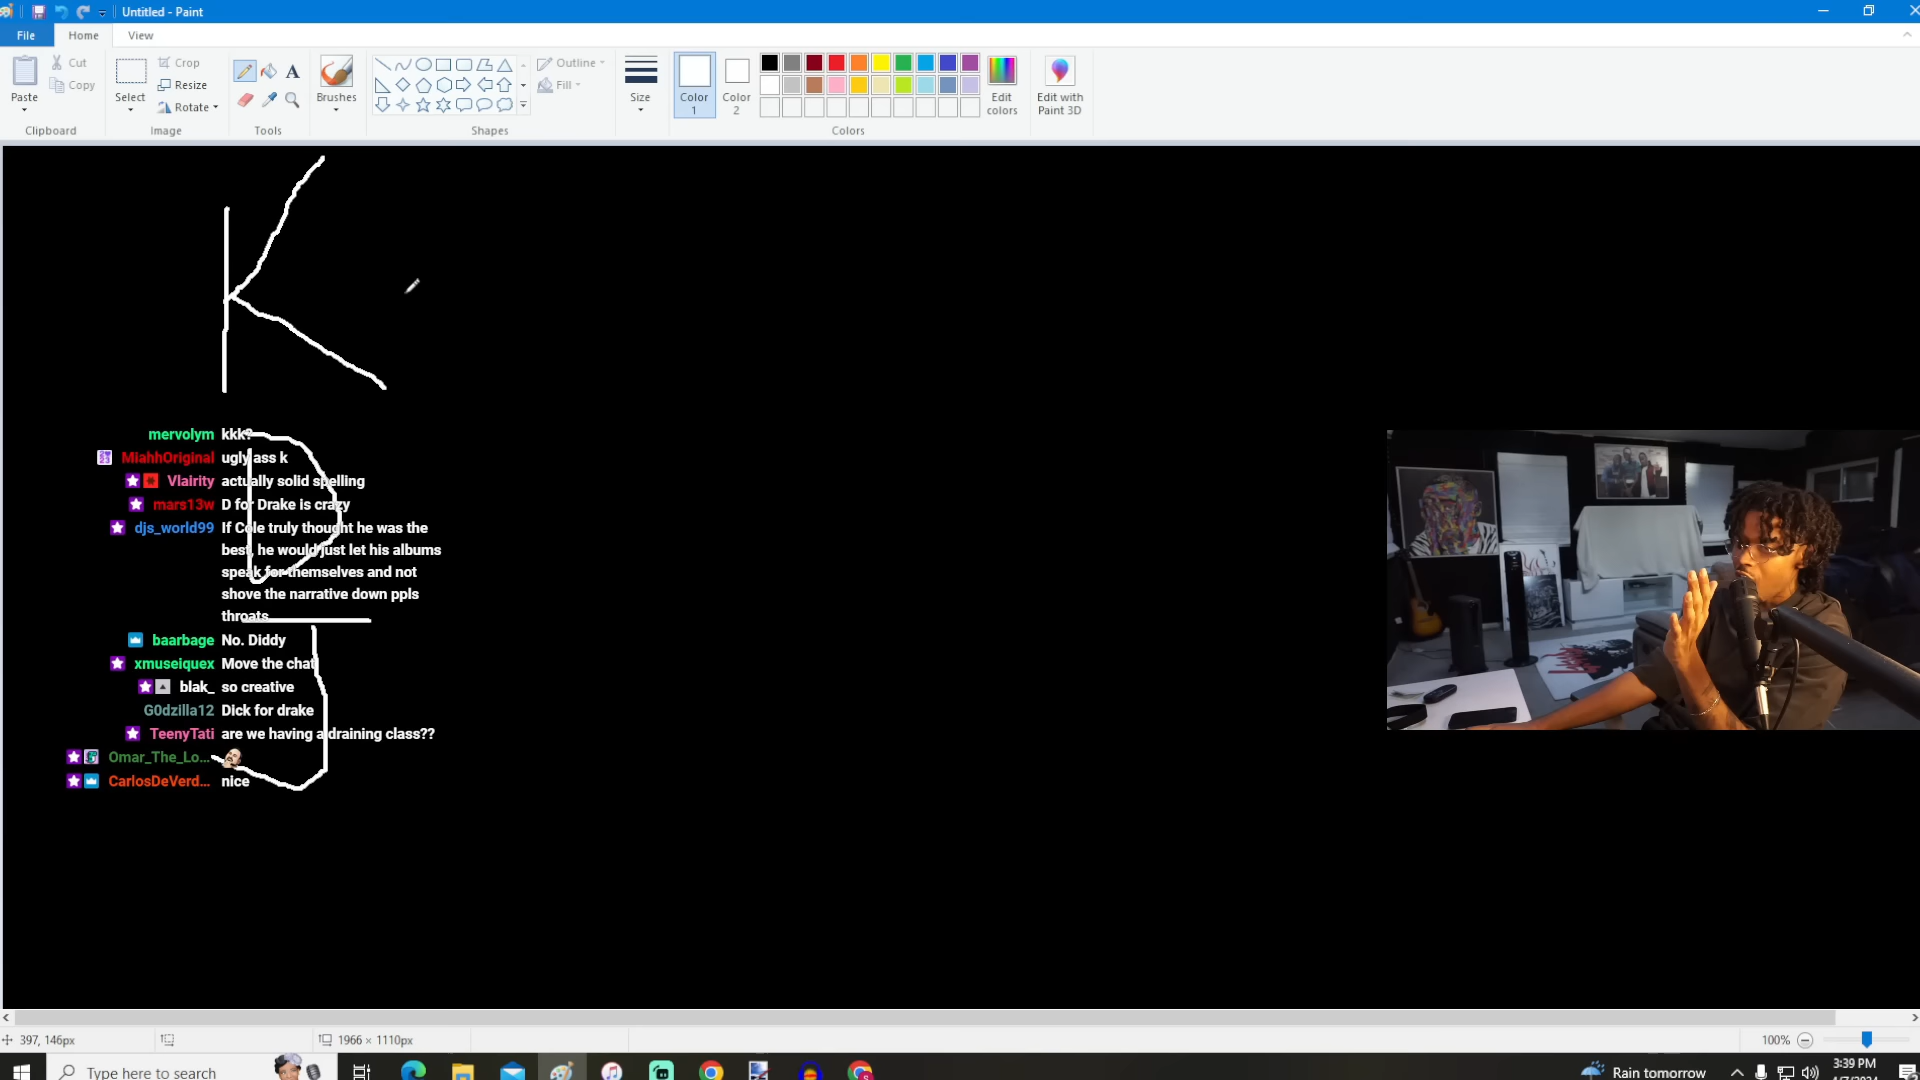 Untitled - Paint
File Home View
Paste
Cut
Copy
Clipboard
Select
Crop
Resize
Rotate
Image
Tools
Brushes
Outline
Fill
Shapes
Size
Color 1
Color 2
Edit colors
Edit with Paint 3D
Colors
K
D
J
mervolym kkk?
MiahhOriginal ugly ass k
Vlairity actually solid spelling
mars13w D for Drake is crazy
djs_world99 If Cole truly thought he was the
best, he would just let his albums
speak for themselves and not
shove the narrative down ppls
throats
baarbage No. Diddy
xmuseiquex Move the chat
blak_ so creative
G0dzilla12 Dick for drake
TeenyTati are we having a draining class??
Omar_The_Lo...
CarlosDeVerd... nice
397, 146px 1966 × 1110px 100%
Type here to search Rain tomorrow 3:39 PM